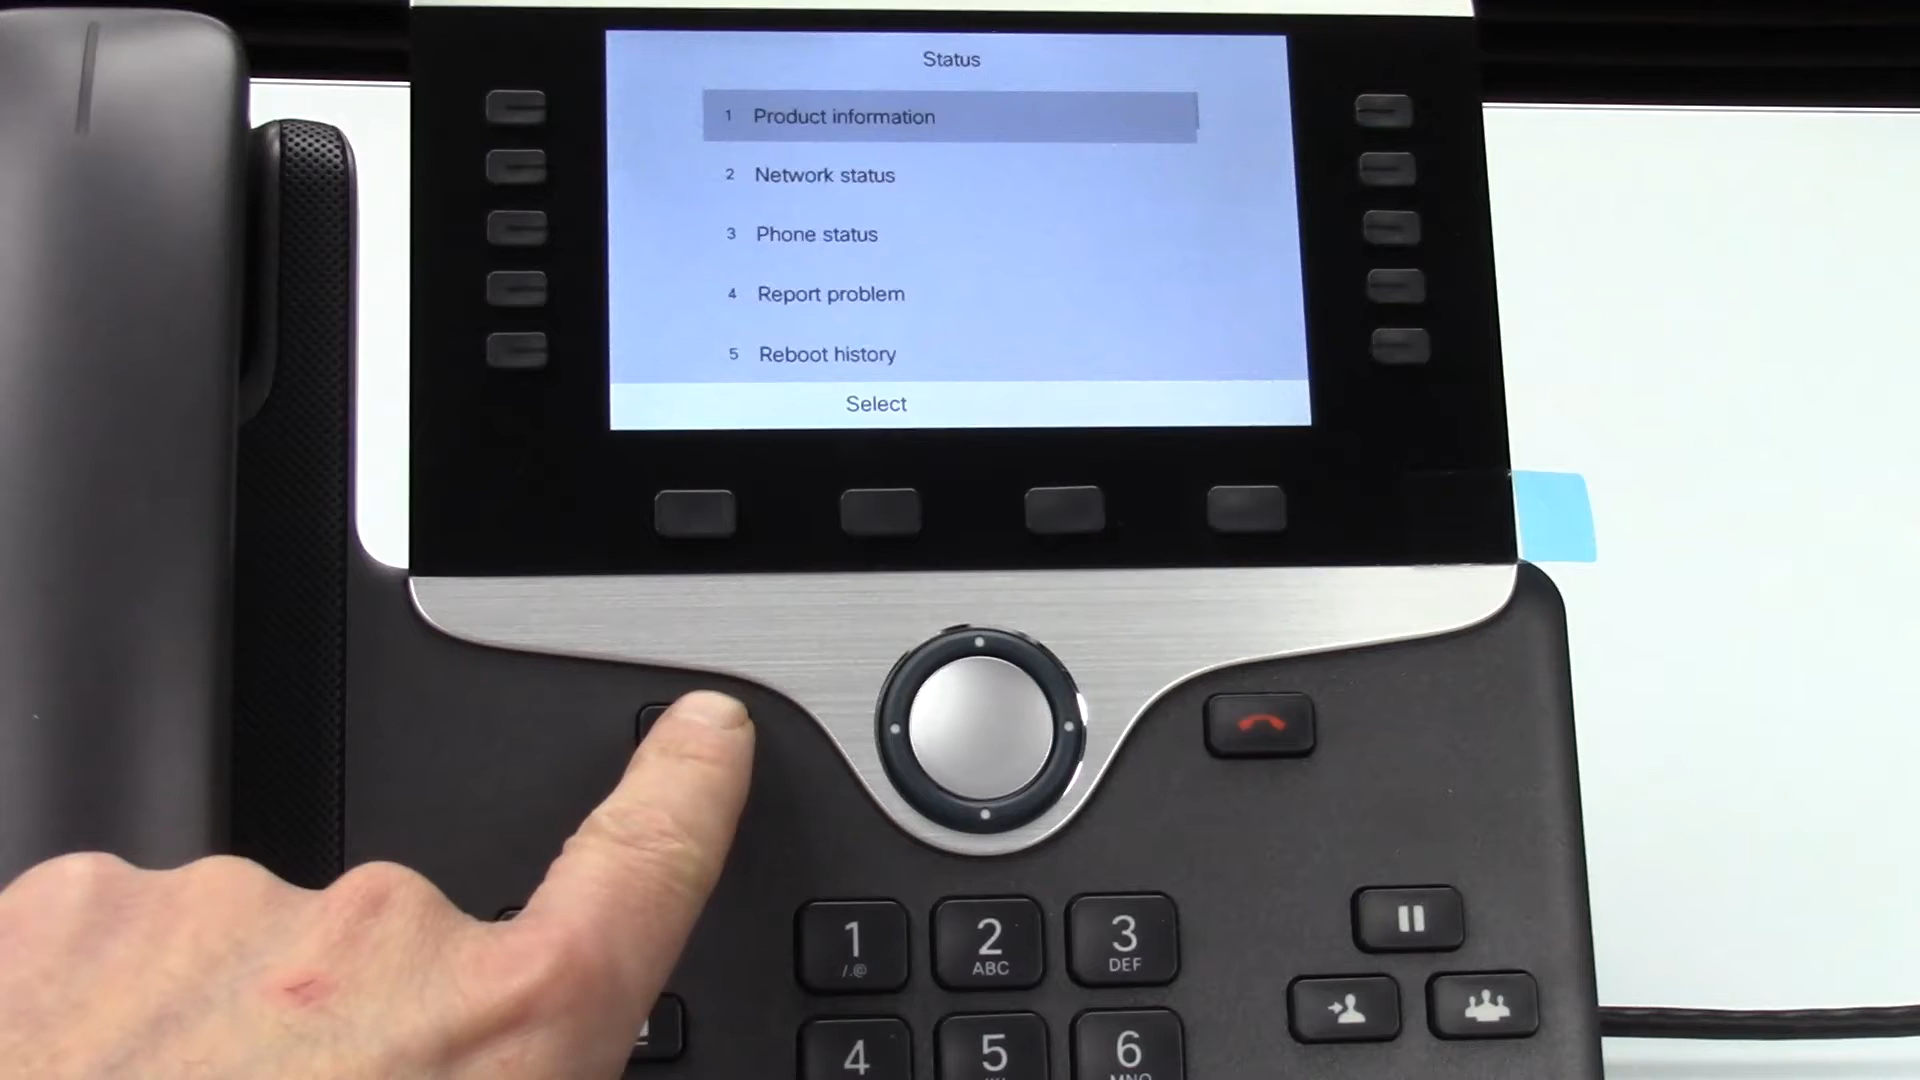 Status
1 Product information
2 Network status
3 Phone status
4 Report problem
5 Reboot history
Select
1 2 3
/.@ ABC DEF
4 5 6
MNO